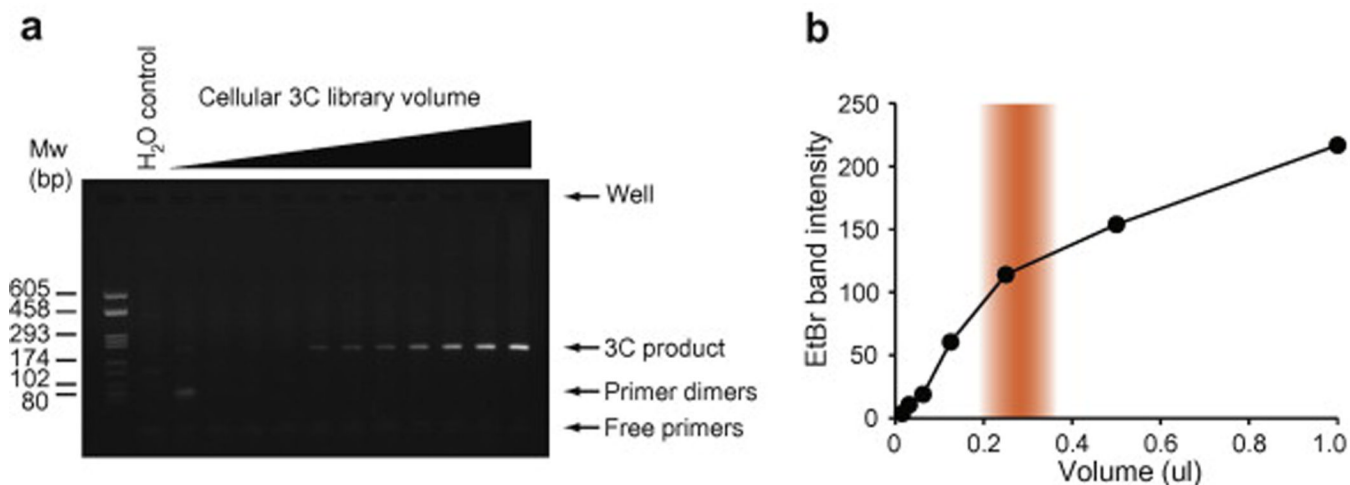 a
H₂O control
Cellular 3C library volume
Mw
(bp)
Well
605
458
293
174
102
80
3C product
Primer dimers
Free primers
b
EtBr band intensity
250
200
150
100
50
0
0
0.2
0.4
0.6
0.8
1.0
Volume (ul)